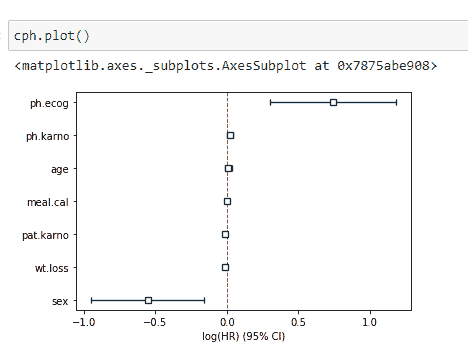 cph.plot()
<matplotlib.axes._subplots.AxesSubplot at 0x7875abe908>
ph.ecog
ph.karno
age
meal.cal
pat.karno
wt.loss
sex
−1.0 −0.5 0.0 0.5 1.0
log(HR) (95% CI)